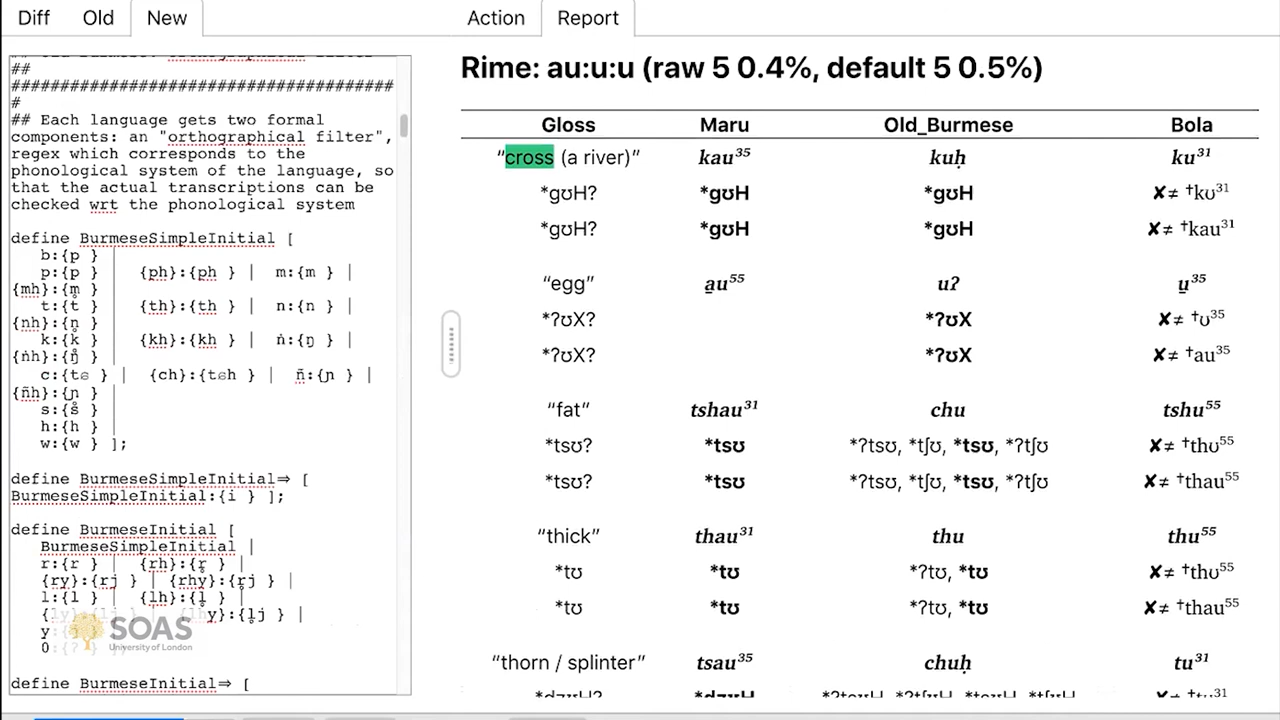 Diff Old New
Action Report
##
#######################################
#
## Each language gets two formal
components: an "orthographical filter",
regex which corresponds to the
phonological system of the language, so
that the actual transcriptions can be
checked wrt the phonological system
define BurmeseSimpleInitial [
b:{p } |
p:{p } | {ph}:{ph } | m:{m } |
{mh}:{m̥ }
t:{t } | {th}:{th } | n:{n } |
{nh}:{n̥ }
k:{k } | {kh}:{kh } | ṅ:{ŋ } |
{ṅh}:{ŋ̊ }
c:{tɕ } | {ch}:{tɕh } | ñ:{ɲ } |
{ñh}:{ɲ̊ }
s:{s } |
h:{h } |
w:{w } ];
define BurmeseSimpleInitial⇒ [
BurmeseSimpleInitial:{i } ];
define BurmeseInitial [
BurmeseSimpleInitial |
r:{r } | {rh}:{r̥ } |
{ry}:{rj } | {rhy}:{r̥j } |
l:{l } | {lh}:{l̥ } |
{ly}:{lj } | {lhy}:{l̥j } |
y:
0:{ʔ } ];
define BurmeseInitial⇒ [
SOAS
University of London
Rime: au:u:u (raw 5 0.4%, default 5 0.5%)
Gloss Maru Old_Burmese Bola
“cross (a river)” kau³⁵ kuḥ ku³¹
*gʊH? *gʊH *gʊH ✘≠ †kʊ³¹
*gʊH? *gʊH *gʊH ✘≠ †kau³¹
“egg” a̱u⁵⁵ uʔ u̱³⁵
*ʔʊX? *ʔʊX ✘≠ †ʊ³⁵
*ʔʊX? *ʔʊX ✘≠ †au³⁵
“fat” tshau³¹ chu tshu⁵⁵
*tsʊ? *tsʊ *ʔtsʊ, *tʃʊ, *tsʊ, *ʔtʃʊ ✘≠ †thʊ⁵⁵
*tsʊ? *tsʊ *ʔtsʊ, *tʃʊ, *tsʊ, *ʔtʃʊ ✘≠ †thau⁵⁵
“thick” thau³¹ thu thu⁵⁵
*tʊ *tʊ *ʔtʊ, *tʊ ✘≠ †thʊ⁵⁵
*tʊ *tʊ *ʔtʊ, *tʊ ✘≠ †thau⁵⁵
“thorn / splinter” tsau³⁵ chuḥ tu³¹